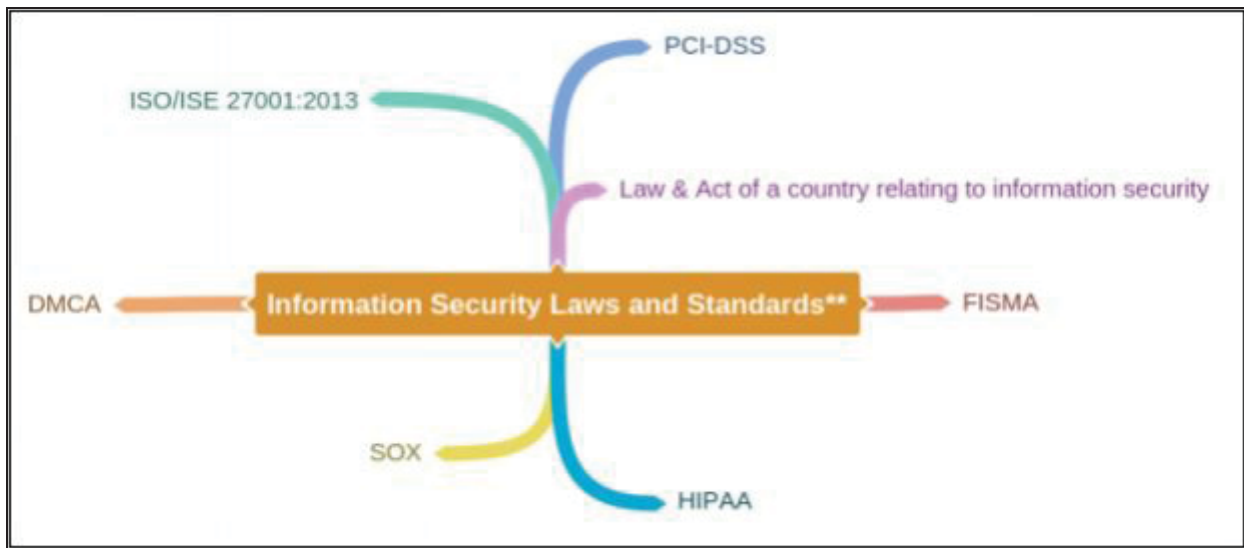 PCI-DSS
ISO/ISE 27001:2013
Law & Act of a country relating to information security
DMCA
Information Security Laws and Standards**
FISMA
SOX
HIPAA